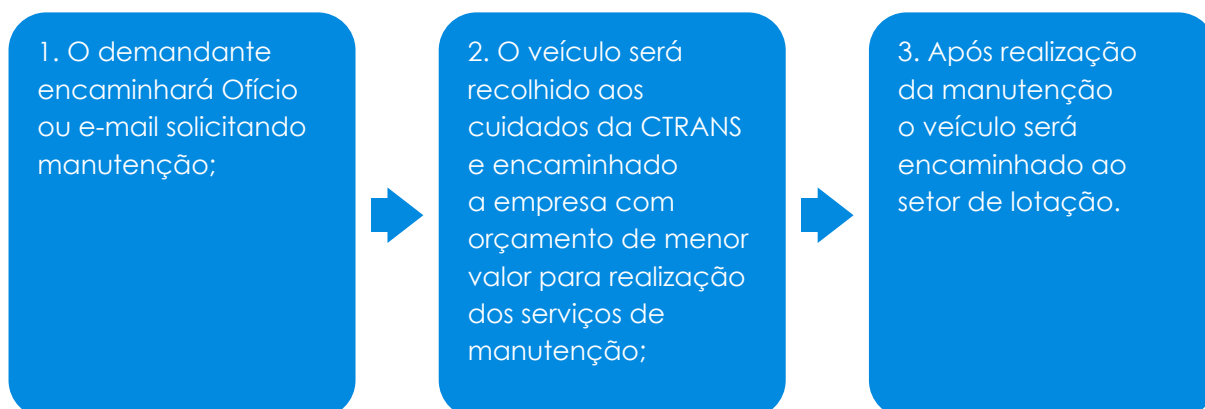 1. O demandante
encaminhará Ofício
ou e-mail solicitando
manutenção;
2. O veículo será
recolhido aos
cuidados da CTRANS
e encaminhado
a empresa com
orçamento de menor
valor para realização
dos serviços de
manutenção;
3. Após realização
da manutenção
o veículo será
encaminhado ao
setor de lotação.